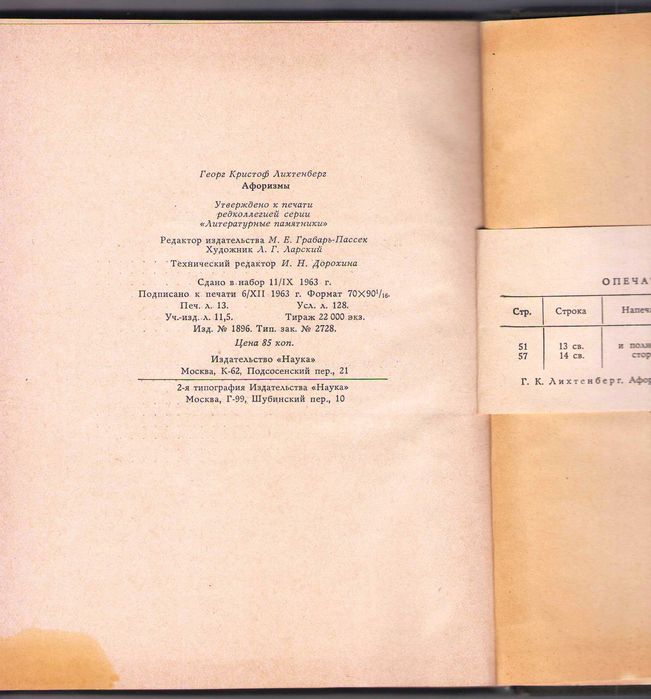 Георг Кристоф Лихтенберг
Афоризмы
Утверждено к печати
редколлегией серии
«Литературные памятники»
Редактор издательства М. Е. Грабарь-Пассек
Художник А. Г. Ларский
Технический редактор И. Н. Дорохина
Сдано в набор 11/IX 1963 г.
Подписано к печати 6/XII 1963 г. Формат 70×90¹/₁₆.
Печ. л. 13. Усл. л. 128.
Уч.-изд. л. 11,5. Тираж 22 000 экз.
Изд. № 1896. Тип. зак. № 2728.
Цена 85 коп.
Издательство «Наука»
Москва, К-62, Подсосенский пер., 21
2-я типография Издательства «Наука»
Москва, Г-99, Шубинский пер., 10
ОПЕЧА
Стр. Строка Напеча
51 13 св. и полн
57 14 св. стор
Г. К. Лихтенберг. Афор